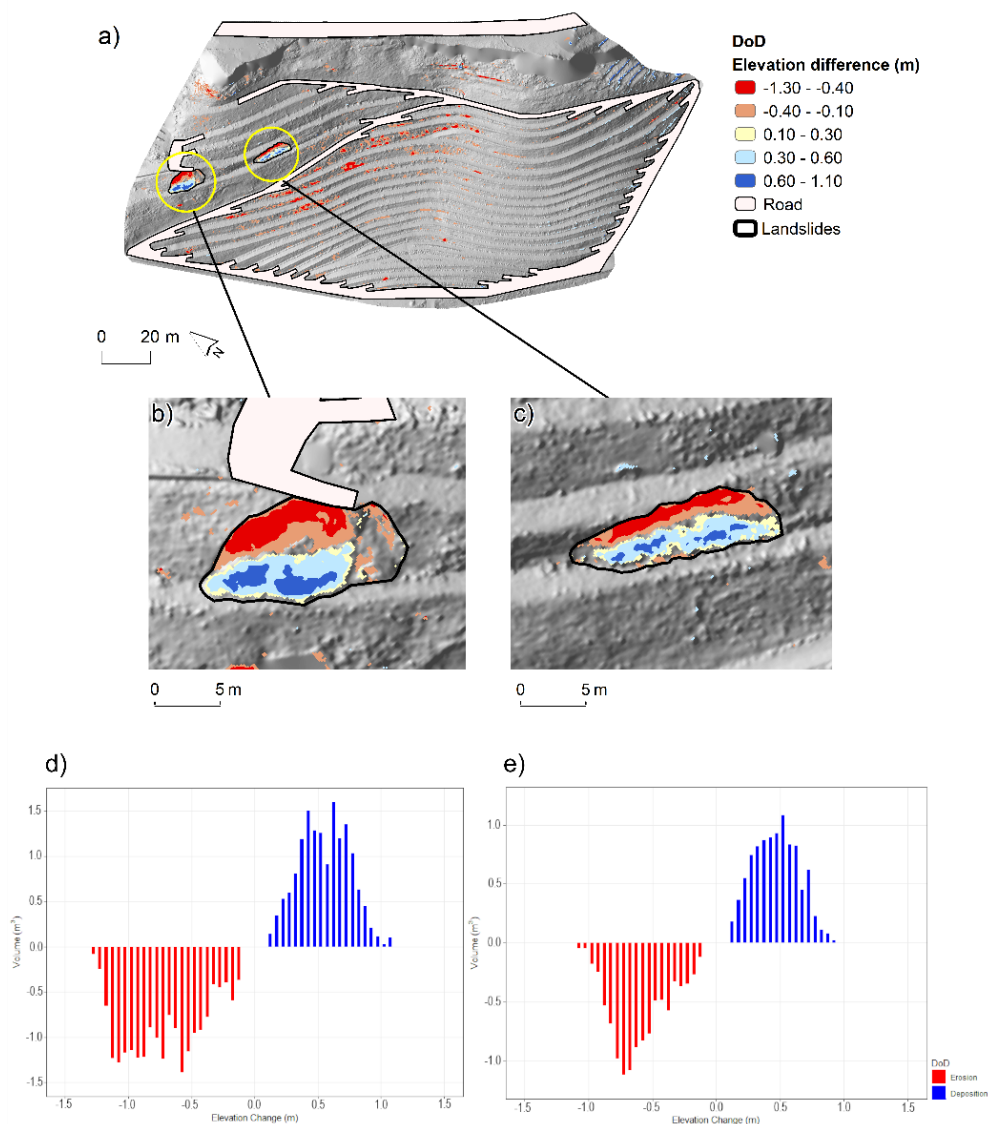 a)
DoD
Elevation difference (m)
-1.30 - -0.40
-0.40 - -0.10
0.10 - 0.30
0.30 - 0.60
0.60 - 1.10
Road
Landslides
0 20 m
N
b)
c)
0 5 m
0 5 m
d)
e)
1.5
1.0
0.5
0.0
-0.5
-1.0
-1.5
Volume (m³)
-1.5 -1.0 -0.5 0.0 0.5 1.0 1.5
Elevation Change (m)
1.0
0.5
0.0
-0.5
-1.0
Volume (m³)
-1.5 -1.0 -0.5 0.0 0.5 1.0 1.5
Elevation Change (m)
DoD
Erosion
Deposition